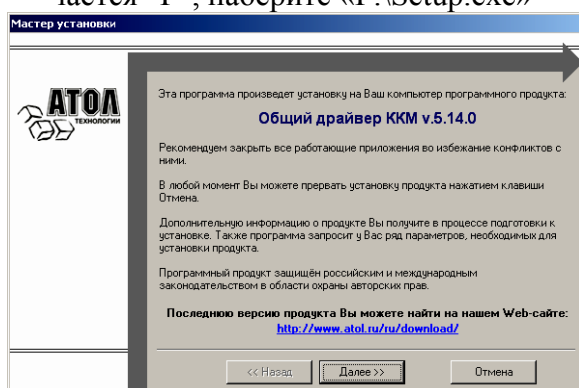 чается "F", наберите «F:\Setup.exe»
Мастер установки
АТОЛ
ТЕХНОЛОГИИ
Эта программа произведет установку на Ваш компьютер программного продукта:
Общий драйвер ККМ v.5.14.0
Рекомендуем закрыть все работающие приложения во избежание конфликтов с
ними.
В любой момент Вы можете прервать установку продукта нажатием клавиши
Отмена.
Дополнительную информацию о продукте Вы получите в процессе подготовки к
установке. Также программа запросит у Вас ряд параметров, необходимых для
установки продукта.
Программный продукт защищён российским и международным
законодательством в области охраны авторских прав.
Последнюю версию продукта Вы можете найти на нашем Web-сайте:
http://www.atol.ru/ru/download/
<< Назад Далее >> Отмена